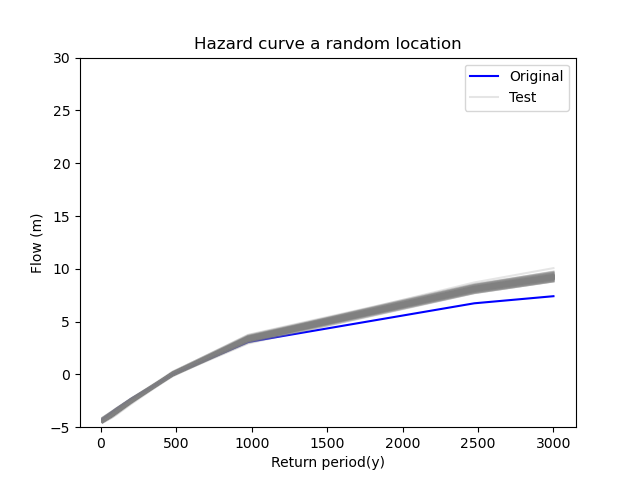 Hazard curve a random location
30
25
20
15
10
5
0
−5
Flow (m)
Original
Test
0 500 1000 1500 2000 2500 3000
Return period(y)